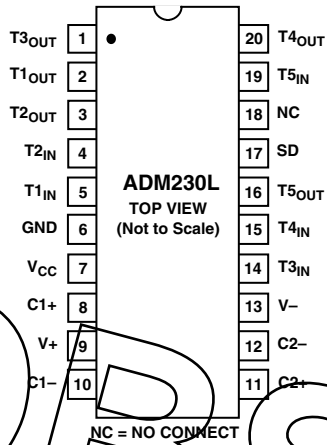 T3OUT 1
T1OUT 2
T2OUT 3
T2IN 4
T1IN 5
GND 6
VCC 7
C1+ 8
V+ 9
C1– 10
ADM230L
TOP VIEW
(Not to Scale)
20 T4OUT
19 T5IN
18 NC
17 SD
16 T5OUT
15 T4IN
14 T3IN
13 V–
12 C2–
11 C2+
NC = NO CONNECT